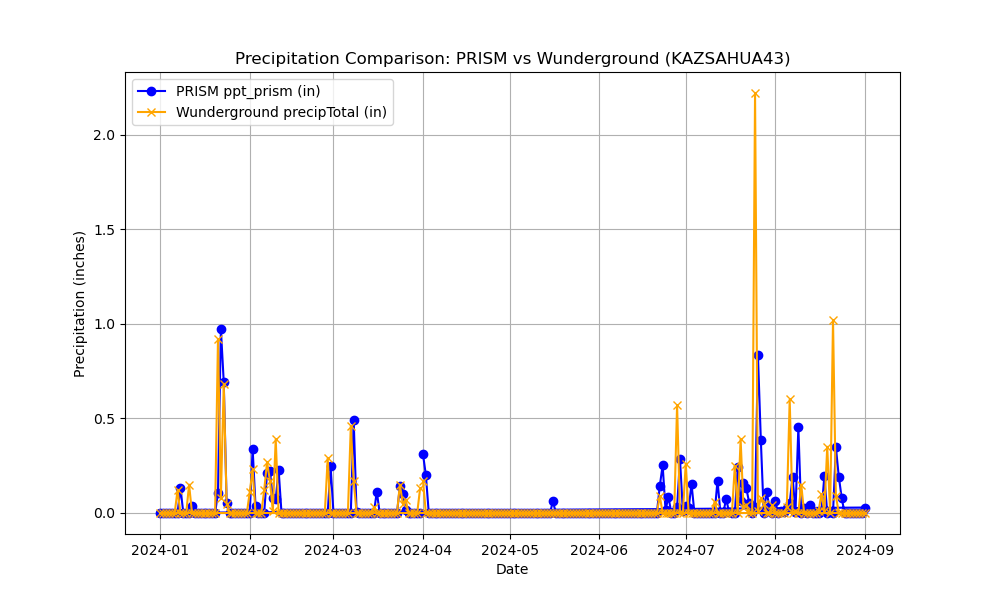 Precipitation Comparison: PRISM vs Wunderground (KAZSAHUA43)
PRISM ppt_prism (in)
Wunderground precipTotal (in)
Precipitation (inches)
2.0
1.5
1.0
0.5
0.0
2024-01 2024-02 2024-03 2024-04 2024-05 2024-06 2024-07 2024-08 2024-09
Date